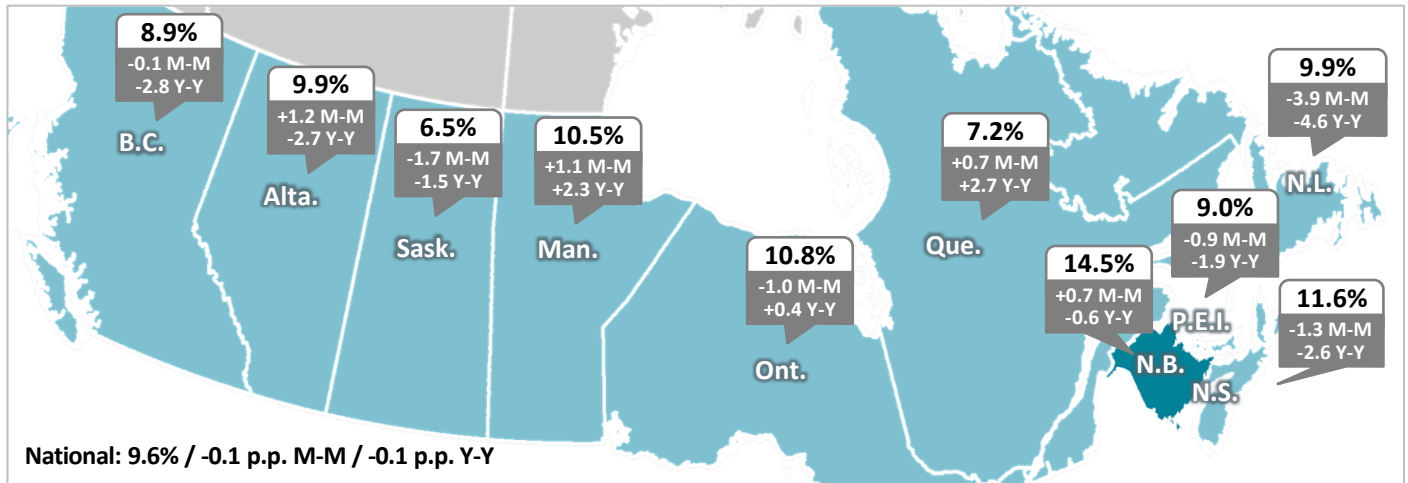 8.9%
-0.1 M-M
-2.8 Y-Y
B.C.
9.9%
+1.2 M-M
-2.7 Y-Y
Alta.
6.5%
-1.7 M-M
-1.5 Y-Y
Sask.
10.5%
+1.1 M-M
+2.3 Y-Y
Man.
10.8%
-1.0 M-M
+0.4 Y-Y
Ont.
7.2%
+0.7 M-M
+2.7 Y-Y
Que.
14.5%
+0.7 M-M
-0.6 Y-Y
N.B.
9.0%
-0.9 M-M
-1.9 Y-Y
P.E.I.
9.9%
-3.9 M-M
-4.6 Y-Y
N.L.
11.6%
-1.3 M-M
-2.6 Y-Y
N.S.
National: 9.6% / -0.1 p.p. M-M / -0.1 p.p. Y-Y